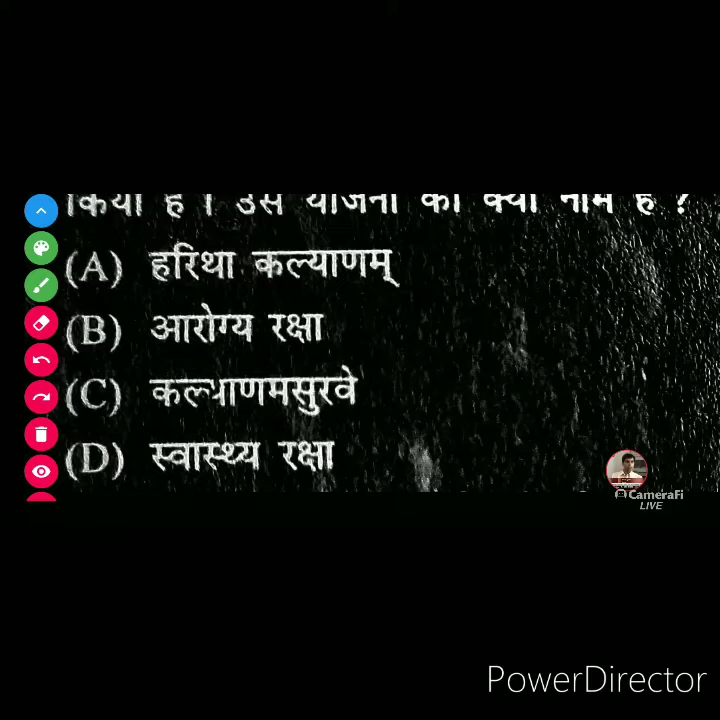 किया है । उस योजना का क्या नाम है ?
(A) हरिथा कल्याणम्
(B) आरोग्य रक्षा
(C) कल्याणमसुरवे
(D) स्वास्थ्य रक्षा
CameraFi
LIVE
PowerDirector